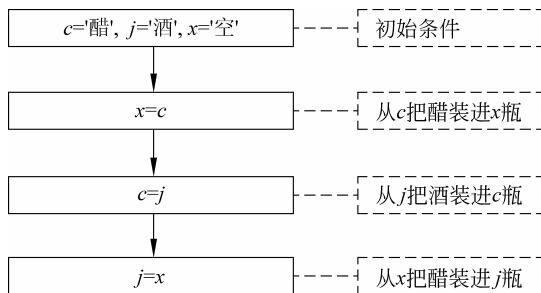 c='醋', j='酒', x='空'
初始条件
x=c
从c把醋装进x瓶
c=j
从j把酒装进c瓶
j=x
从x把醋装进j瓶